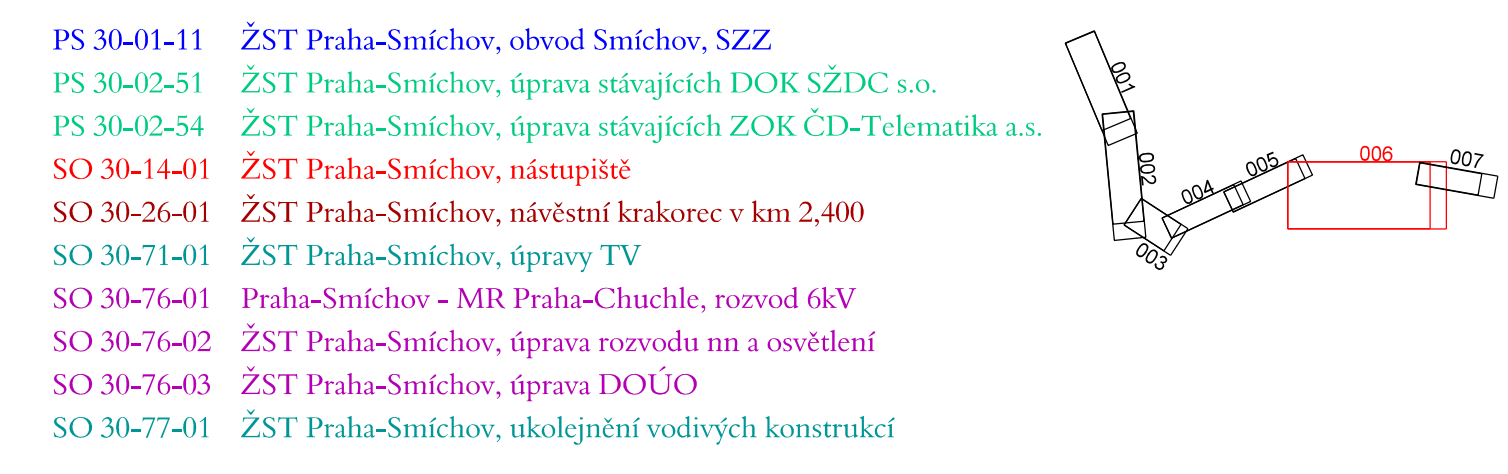 PS 30-01-11 ŽST Praha-Smíchov, obvod Smíchov, SZZ
PS 30-02-51 ŽST Praha-Smíchov, úprava stávajících DOK SŽDC s.o.
PS 30-02-54 ŽST Praha-Smíchov, úprava stávajících ZOK ČD-Telematika a.s.
SO 30-14-01 ŽST Praha-Smíchov, nástupiště
SO 30-26-01 ŽST Praha-Smíchov, návěstní krakorec v km 2,400
SO 30-71-01 ŽST Praha-Smíchov, úpravy TV
SO 30-76-01 Praha-Smíchov - MR Praha-Chuchle, rozvod 6kV
SO 30-76-02 ŽST Praha-Smíchov, úprava rozvodu nn a osvětlení
SO 30-76-03 ŽST Praha-Smíchov, úprava DOÚO
SO 30-77-01 ŽST Praha-Smíchov, ukolejnění vodivých konstrukcí
001
002
003
004
005
006
007